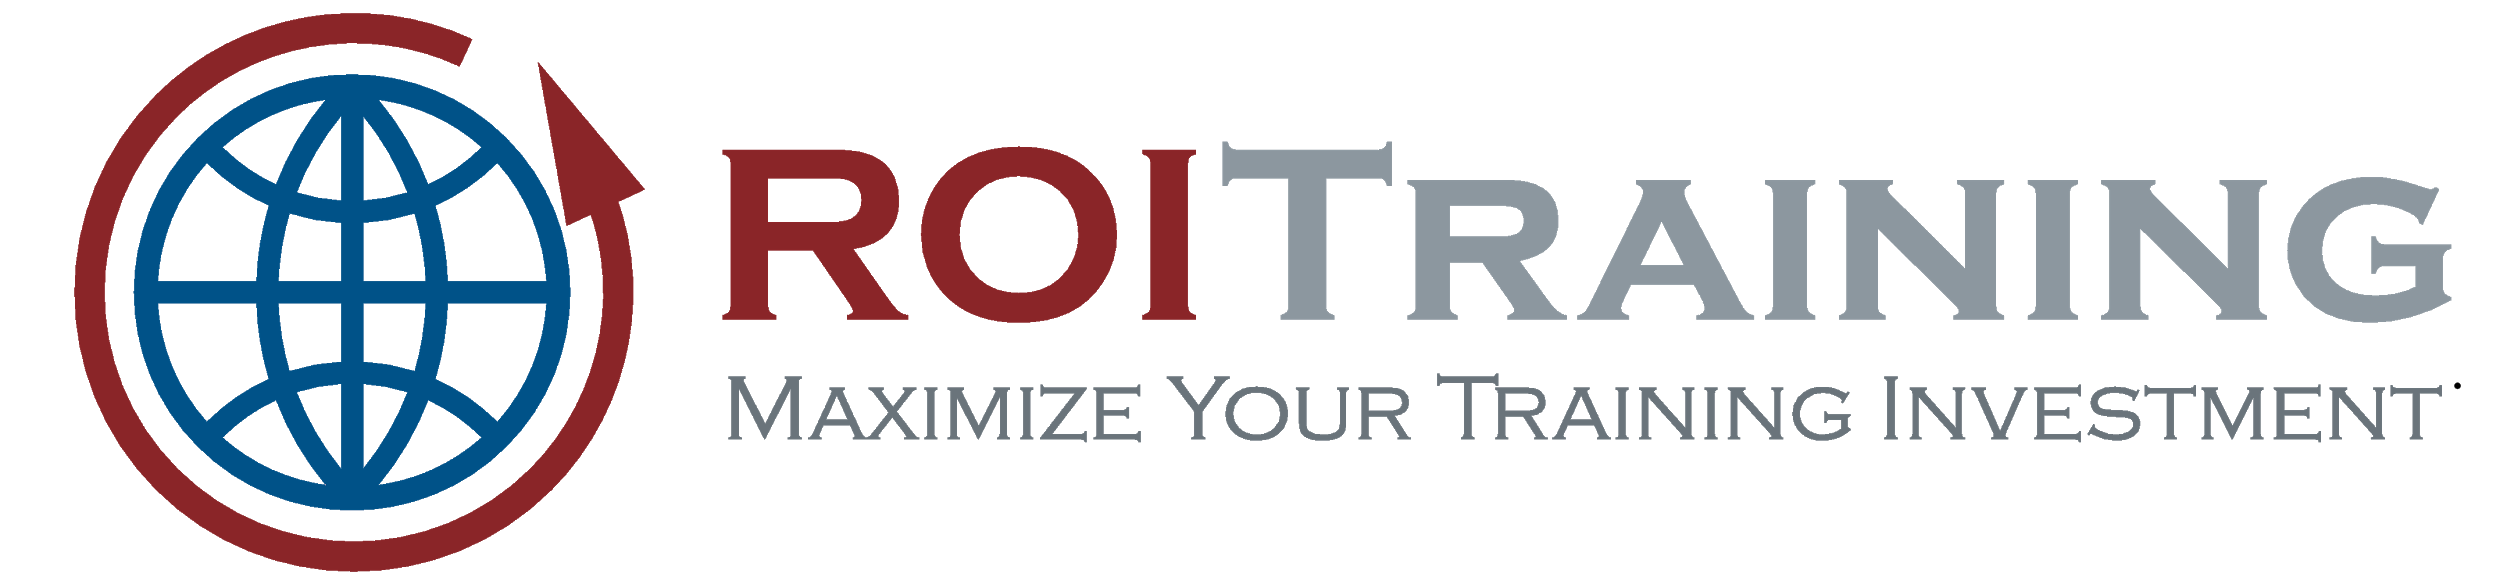 ROITRAINING
MAXIMIZE YOUR TRAINING INVESTMENT